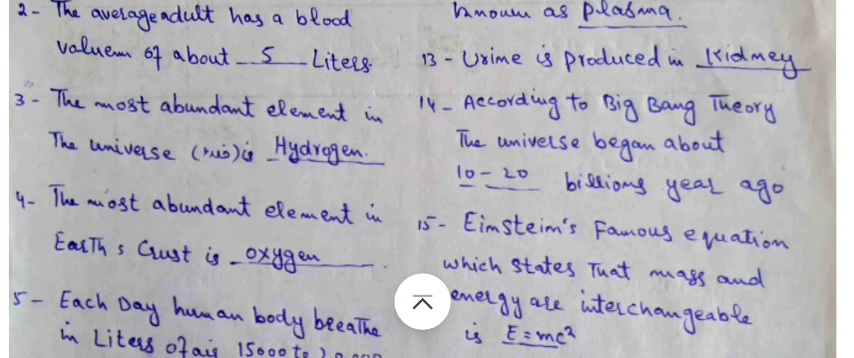 2- The average adult has a blood
valuem of about 5 Liters.
3- The most abundant element in
The universe ( ) is Hydrogen.
4- The most abundant element in
EarTh s Crust is oxygen.
5- Each Day human body breathe
in Liters of air 15000 to
known as plasma.
13- Urine is produced in Kidney
14- According to Big Bang Theory
The universe began about
10-20 billions year ago
15- Einstein's Famous equation
which states That mass and
energy are interchangeable
is E=mc²